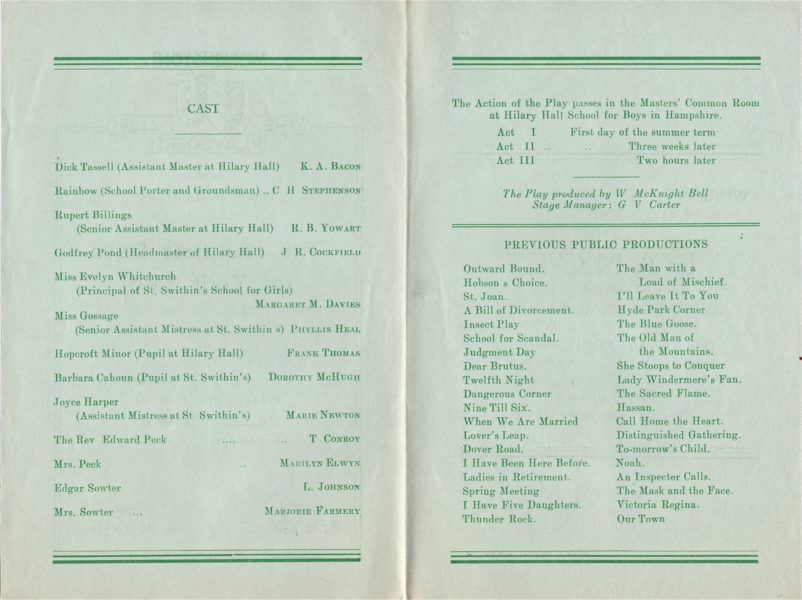 CAST
Dick Tassell (Assistant Master at Hilary Hall) K. A. BACON
Rainbow (School Porter and Groundsman) .. C H STEPHENSON
Rupert Billings
(Senior Assistant Master at Hilary Hall) R. B. YOWART
Godfrey Pond (Headmaster of Hilary Hall) J R. COCKFIELD
Miss Evelyn Whitchurch
(Principal of St. Swithin's School for Girls)
MARGARET M. DAVIES
Miss Gossage
(Senior Assistant Mistress at St. Swithin s) PHYLLIS HEAL
Hopcroft Minor (Pupil at Hilary Hall) FRANK THOMAS
Barbara Cahoun (Pupil at St. Swithin's) DOROTHY MCHUGH
Joyce Harper
(Assistant Mistress at St Swithin's) MARIE NEWTON
The Rev Edward Peck .... .. T CONROY
Mrs. Peck .. MARILYN ELWYN
Edgar Sowter L. JOHNSON
Mrs. Sowter ... MARJORIE FARMERY
The Action of the Play passes in the Masters' Common Room
at Hilary Hall School for Boys in Hampshire.
Act I First day of the summer term
Act II .. .. Three weeks later
Act III Two hours later
The Play produced by W McKnight Bell
Stage Manager: G V Carter
PREVIOUS PUBLIC PRODUCTIONS
Outward Bound.
Hobson s Choice.
St. Joan.
A Bill of Divorcement.
Insect Play
School for Scandal.
Judgment Day
Dear Brutus.
Twelfth Night
Dangerous Corner
Nine Till Six.
When We Are Married
Lover's Leap.
Dover Road.
I Have Been Here Before.
Ladies in Retirement.
Spring Meeting
I Have Five Daughters.
Thunder Rock.
The Man with a
Load of Mischief.
I'll Leave It To You
Hyde Park Corner
The Blue Goose.
The Old Man of
the Mountains.
She Stoops to Conquer
Lady Windermere's Fan.
The Sacred Flame.
Hassan.
Call Home the Heart.
Distinguished Gathering.
To-morrow's Child.
Noah.
An Inspector Calls.
The Mask and the Face.
Victoria Regina.
Our Town